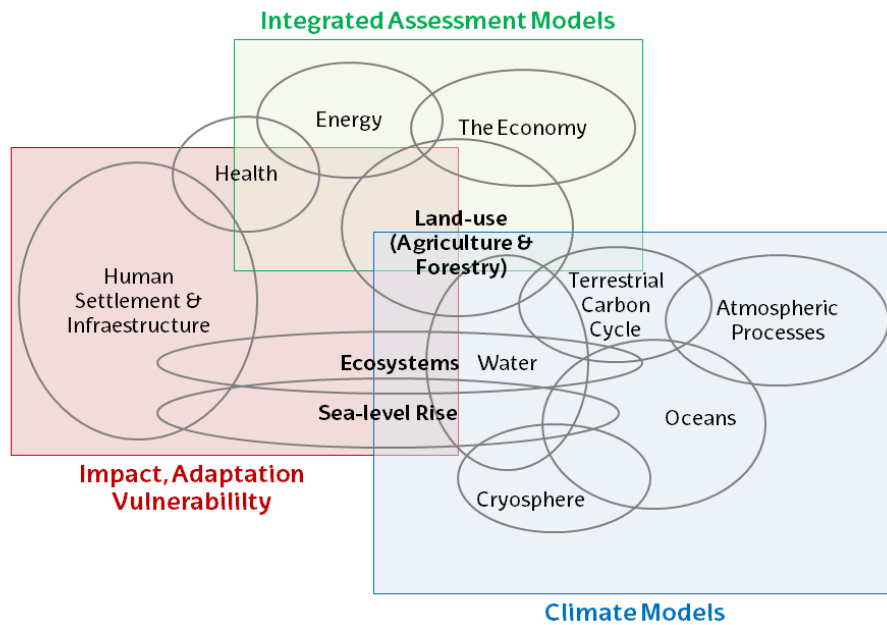 Integrated Assessment Models
Energy
The Economy
Health
Land-use
(Agriculture &
Forestry)
Human
Settlement &
Infraestructure
Terrestrial
Carbon
Cycle
Atmospheric
Processes
Ecosystems
Water
Sea-level Rise
Oceans
Impact, Adaptation
Vulnerabililty
Cryosphere
Climate Models